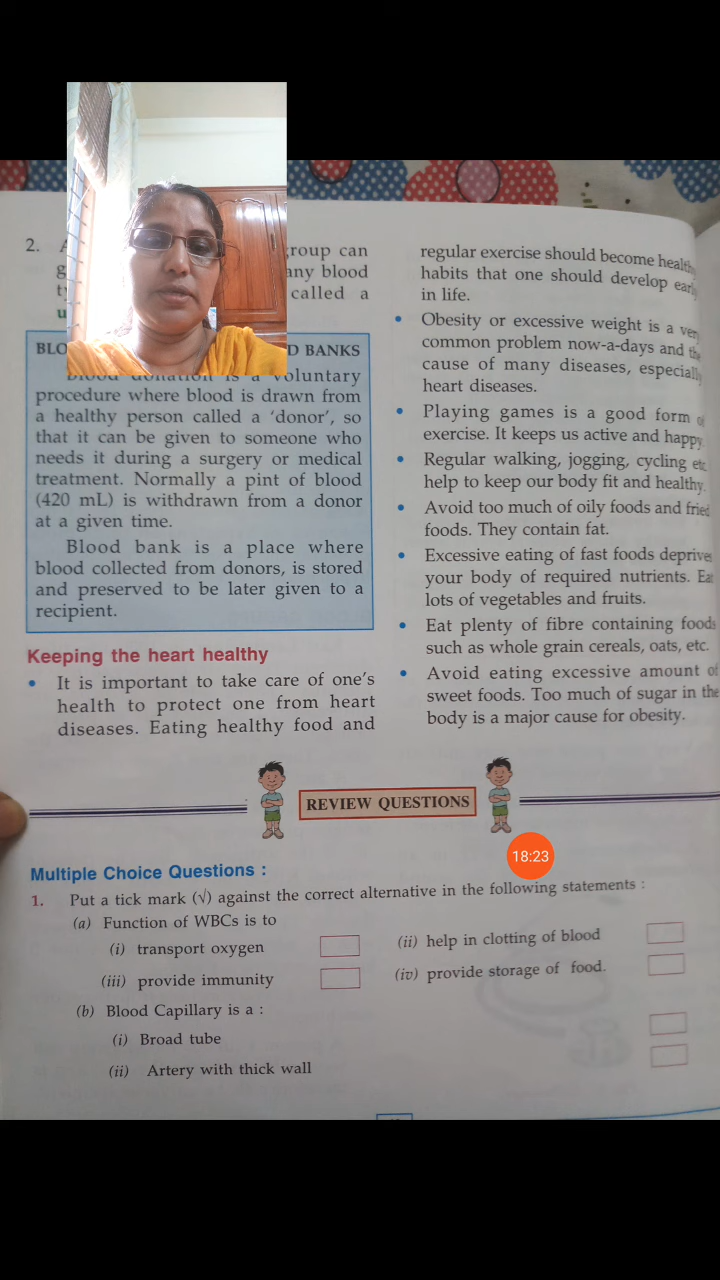 2.
group can
any blood
called a
BLO D BANKS
Blood donation is a voluntary
procedure where blood is drawn from
a healthy person called a ‘donor’, so
that it can be given to someone who
needs it during a surgery or medical
treatment. Normally a pint of blood
(420 mL) is withdrawn from a donor
at a given time.
Blood bank is a place where
blood collected from donors, is stored
and preserved to be later given to a
recipient.
Keeping the heart healthy
• It is important to take care of one’s
health to protect one from heart
diseases. Eating healthy food and
regular exercise should become health
habits that one should develop early
in life.
• Obesity or excessive weight is a very
common problem now-a-days and the
cause of many diseases, especially
heart diseases.
• Playing games is a good form of
exercise. It keeps us active and happy
• Regular walking, jogging, cycling etc.
help to keep our body fit and healthy.
• Avoid too much of oily foods and fried
foods. They contain fat.
• Excessive eating of fast foods deprives
your body of required nutrients. Eat
lots of vegetables and fruits.
• Eat plenty of fibre containing foods
such as whole grain cereals, oats, etc.
• Avoid eating excessive amount of
sweet foods. Too much of sugar in the
body is a major cause for obesity.
REVIEW QUESTIONS
18:23
Multiple Choice Questions :
1. Put a tick mark (√) against the correct alternative in the following statements :
(a) Function of WBCs is to
(i) transport oxygen (ii) help in clotting of blood
(iii) provide immunity (iv) provide storage of food.
(b) Blood Capillary is a :
(i) Broad tube
(ii) Artery with thick wall